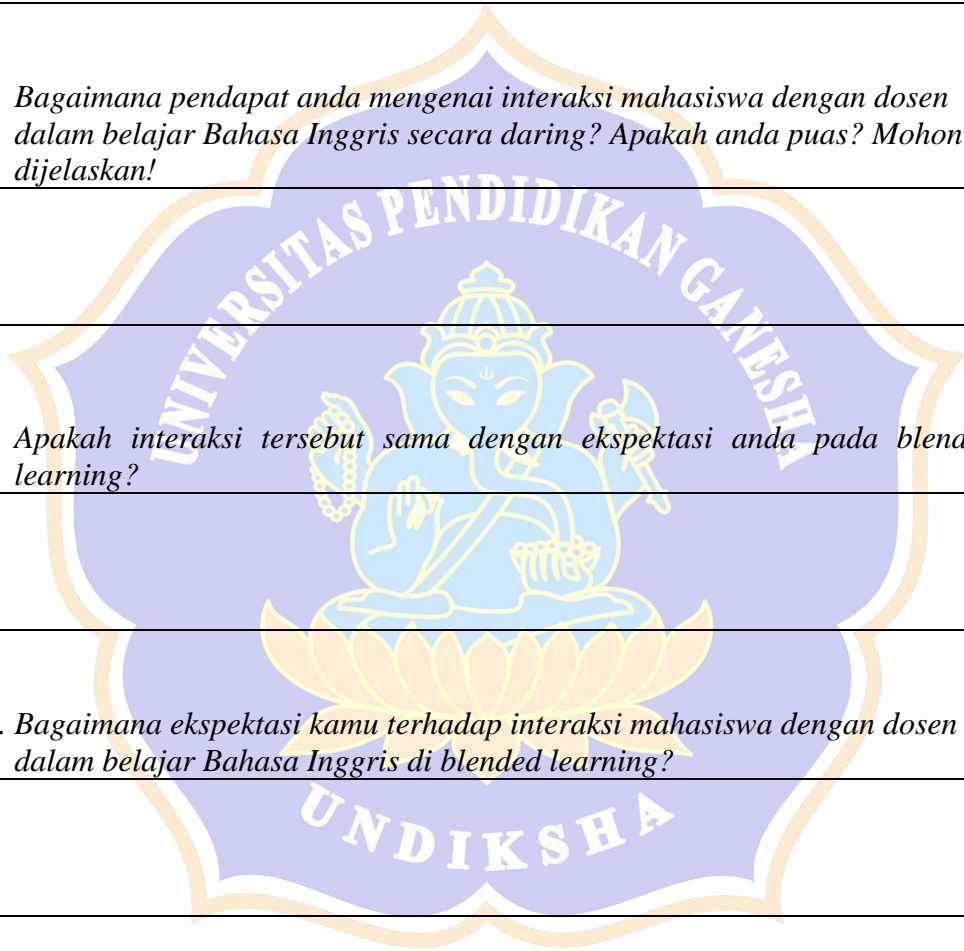 Bagaimana pendapat anda mengenai interaksi mahasiswa dengan dosen
dalam belajar Bahasa Inggris secara daring? Apakah anda puas? Mohon
dijelaskan!
UNIVERSITAS PENDIDIKAN GANESHA
Apakah interaksi tersebut sama dengan ekspektasi anda pada blend
learning?
. Bagaimana ekspektasi kamu terhadap interaksi mahasiswa dengan dosen
dalam belajar Bahasa Inggris di blended learning?
UNDIKSHA